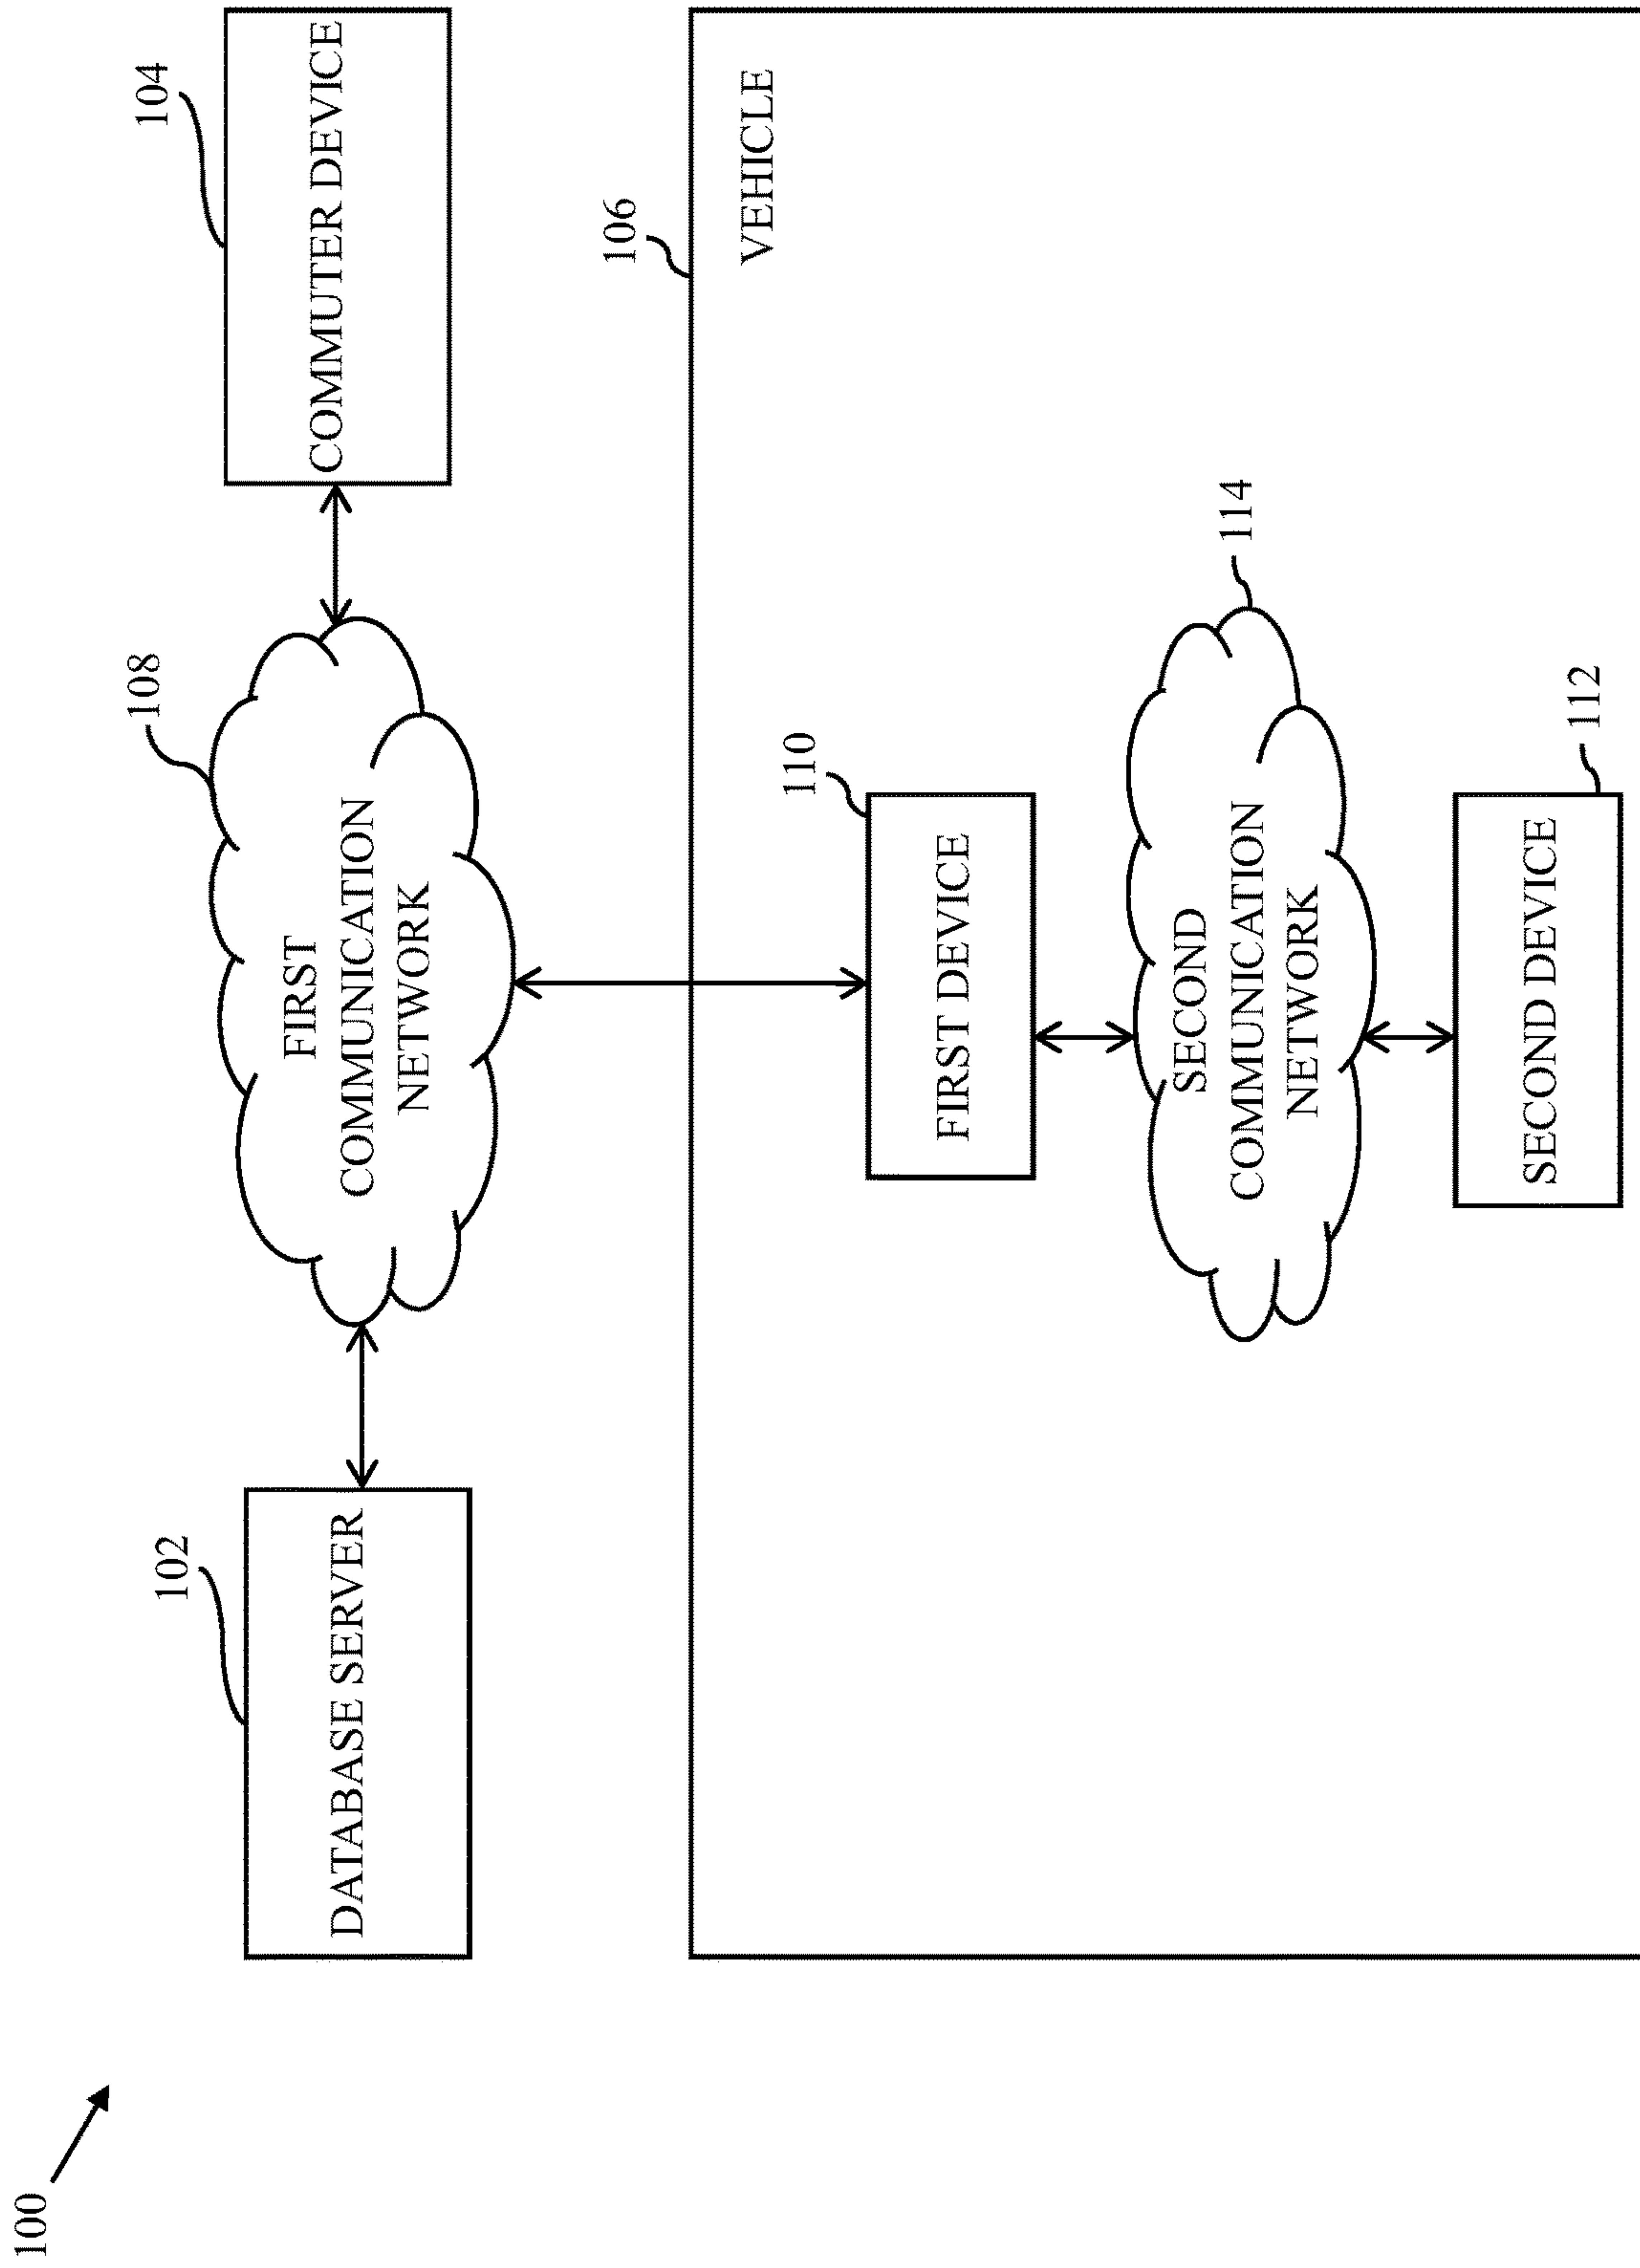 100
102
DATABASE SERVER
108
FIRST
COMMUNICATION
NETWORK
104
COMMUTER DEVICE
106
VEHICLE
110
FIRST DEVICE
114
SECOND
COMMUNICATION
NETWORK
112
SECOND DEVICE